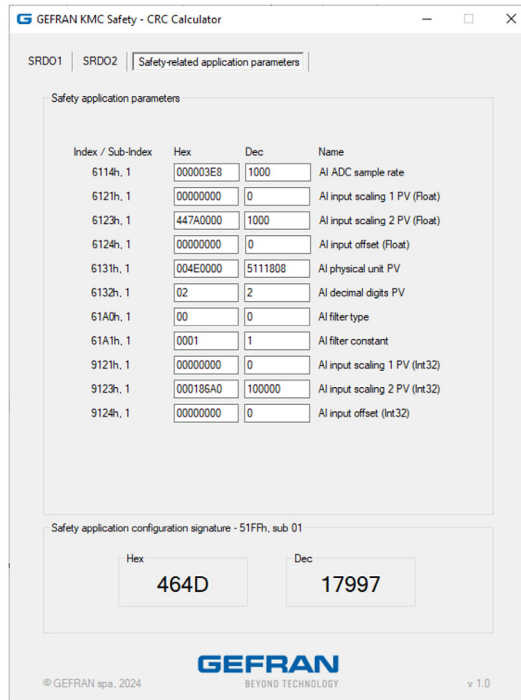 GEFRAN KMC Safety - CRC Calculator
SRDO1 SRDO2 Safety-related application parameters
Safety application parameters
Index / Sub-Index Hex Dec Name
6114h, 1 000003E8 1000 AI ADC sample rate
6121h, 1 00000000 0 AI input scaling 1 PV (Float)
6123h, 1 447A0000 1000 AI input scaling 2 PV (Float)
6124h, 1 00000000 0 AI input offset (Float)
6131h, 1 004E0000 5111808 AI physical unit PV
6132h, 1 02 2 AI decimal digits PV
61A0h, 1 00 0 AI filter type
61A1h, 1 0001 1 AI filter constant
9121h, 1 00000000 0 AI input scaling 1 PV (Int32)
9123h, 1 000186A0 100000 AI input scaling 2 PV (Int32)
9124h, 1 00000000 0 AI input offset (Int32)
Safety application configuration signature - 51FFh, sub 01
Hex Dec
464D 17997
GEFRAN
BEYOND TECHNOLOGY
© GEFRAN spa, 2024 v 1.0